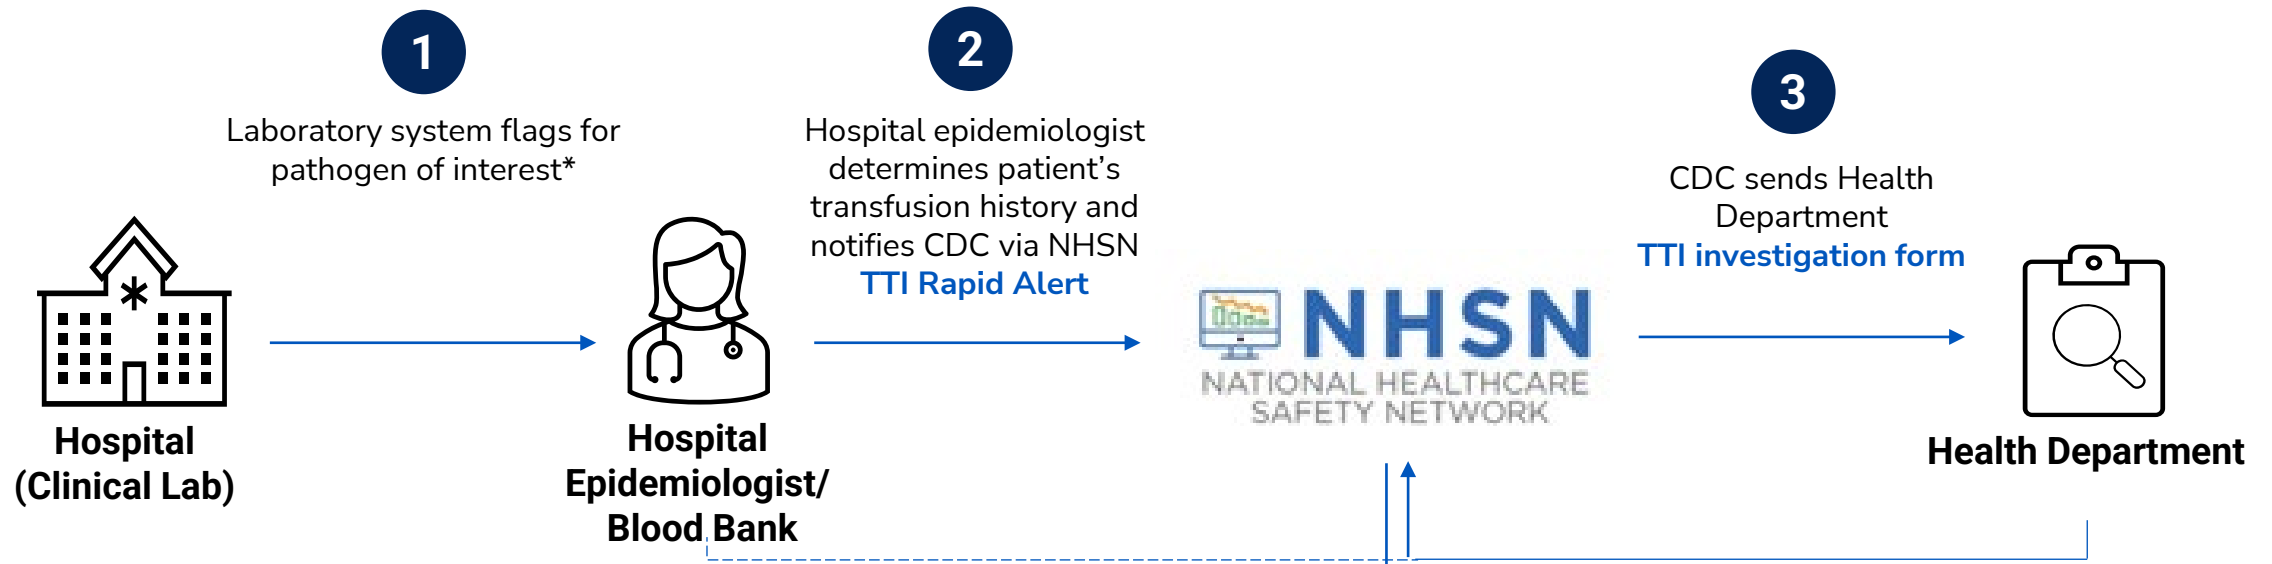 1
Laboratory system flags for
pathogen of interest*
Hospital
(Clinical Lab)
2
Hospital epidemiologist
determines patient’s
transfusion history and
notifies CDC via NHSN
TTI Rapid Alert
Hospital
Epidemiologist/
Blood Bank
NHSN
NATIONAL HEALTHCARE
SAFETY NETWORK
3
CDC sends Health
Department
TTI investigation form
Health Department